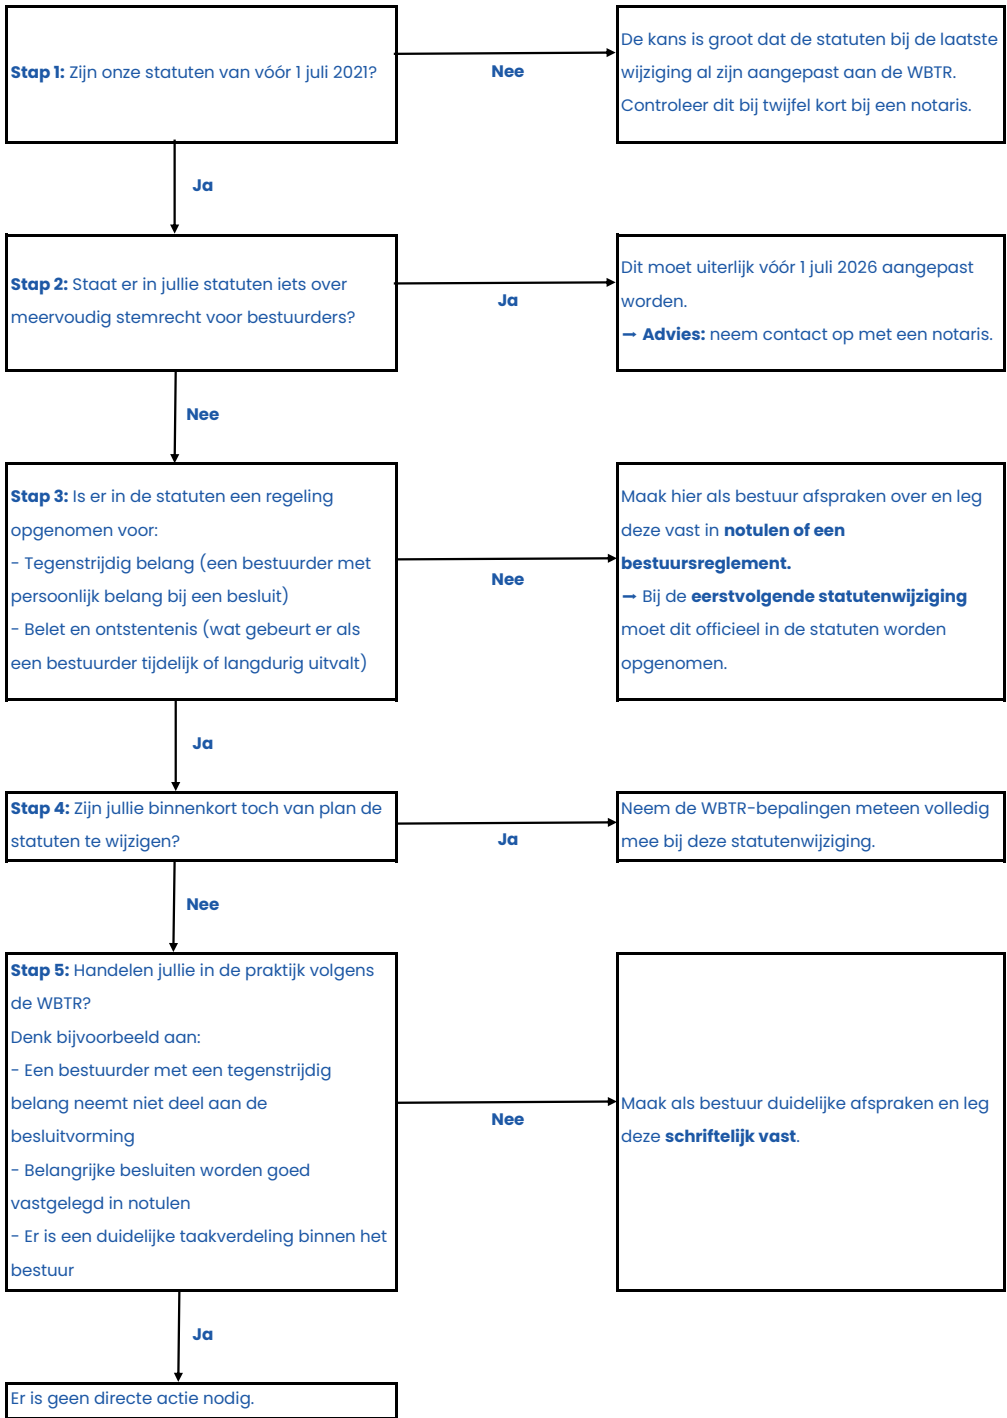 Stap 1: Zijn onze statuten van vóór 1 juli 2021?
Nee
De kans is groot dat de statuten bij de laatste
wijziging al zijn aangepast aan de WBTR.
Controleer dit bij twijfel kort bij een notaris.
Ja
Stap 2: Staat er in jullie statuten iets over
meervoudig stemrecht voor bestuurders?
Ja
Dit moet uiterlijk vóór 1 juli 2026 aangepast
worden.
→ Advies: neem contact op met een notaris.
Nee
Stap 3: Is er in de statuten een regeling
opgenomen voor:
- Tegenstrijdig belang (een bestuurder met
persoonlijk belang bij een besluit)
- Belet en ontstentenis (wat gebeurt er als
een bestuurder tijdelijk of langdurig uitvalt)
Nee
Maak hier als bestuur afspraken over en leg
deze vast in notulen of een
bestuursreglement.
→ Bij de eerstvolgende statutenwijziging
moet dit officieel in de statuten worden
opgenomen.
Ja
Stap 4: Zijn jullie binnenkort toch van plan de
statuten te wijzigen?
Ja
Neem de WBTR-bepalingen meteen volledig
mee bij deze statutenwijziging.
Nee
Stap 5: Handelen jullie in de praktijk volgens
de WBTR?
Denk bijvoorbeeld aan:
- Een bestuurder met een tegenstrijdig
belang neemt niet deel aan de
besluitvorming
- Belangrijke besluiten worden goed
vastgelegd in notulen
- Er is een duidelijke taakverdeling binnen het
bestuur
Nee
Maak als bestuur duidelijke afspraken en leg
deze schriftelijk vast.
Ja
Er is geen directe actie nodig.